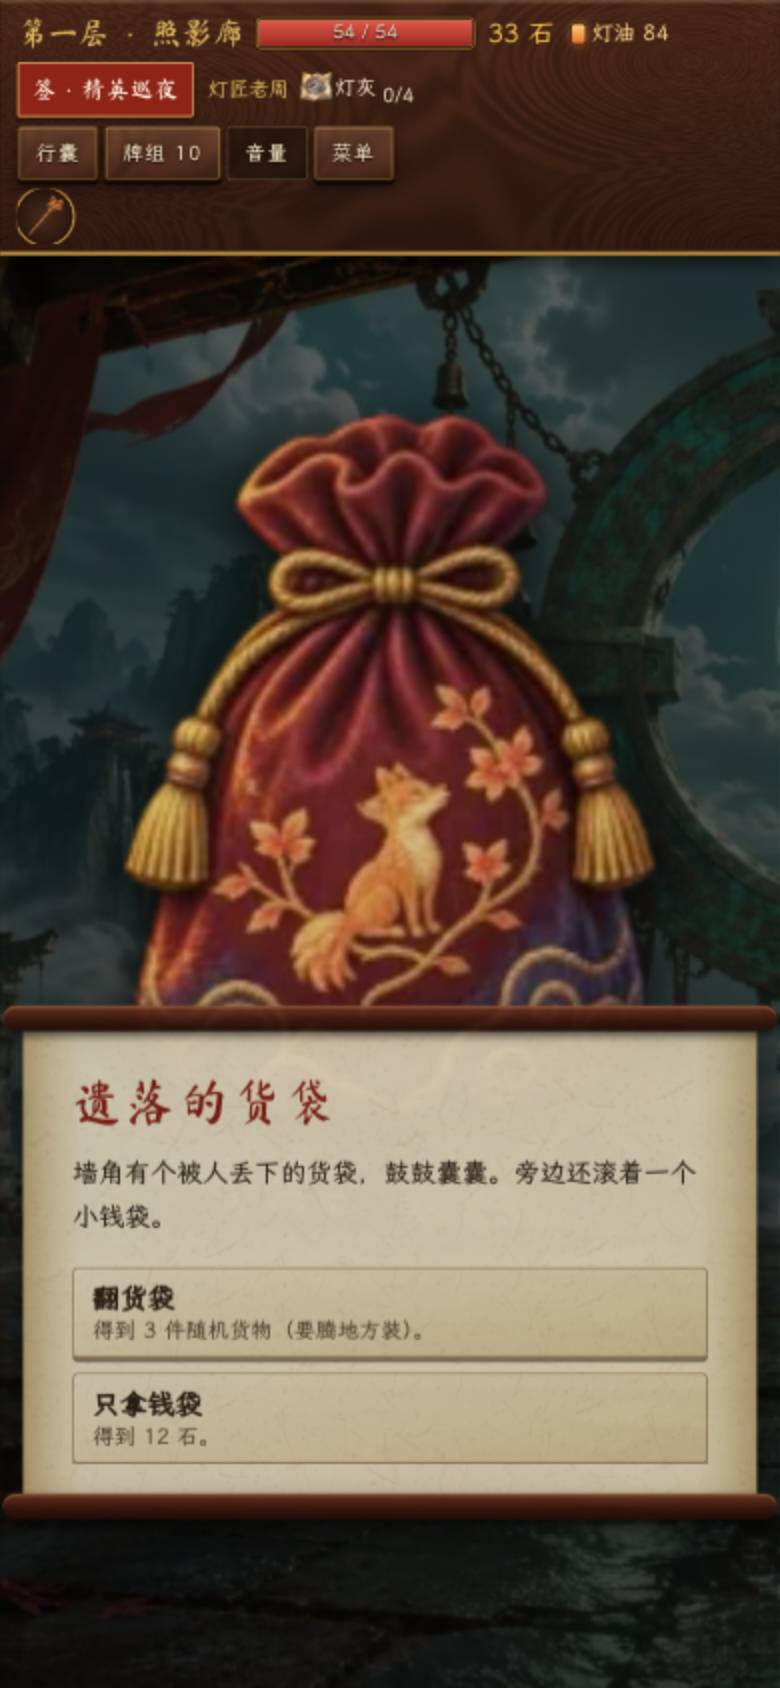 第一层 · 照影廊 54 / 54 33 石 灯油 84
签 · 精英巡夜 灯匠老周 灯灰 0/4
行囊 牌组 10 音量 菜单
遗落的货袋
墙角有个被人丢下的货袋，鼓鼓囊囊。旁边还滚着一个
小钱袋。
翻货袋
得到 3 件随机货物（要腾地方装）。
只拿钱袋
得到 12 石。